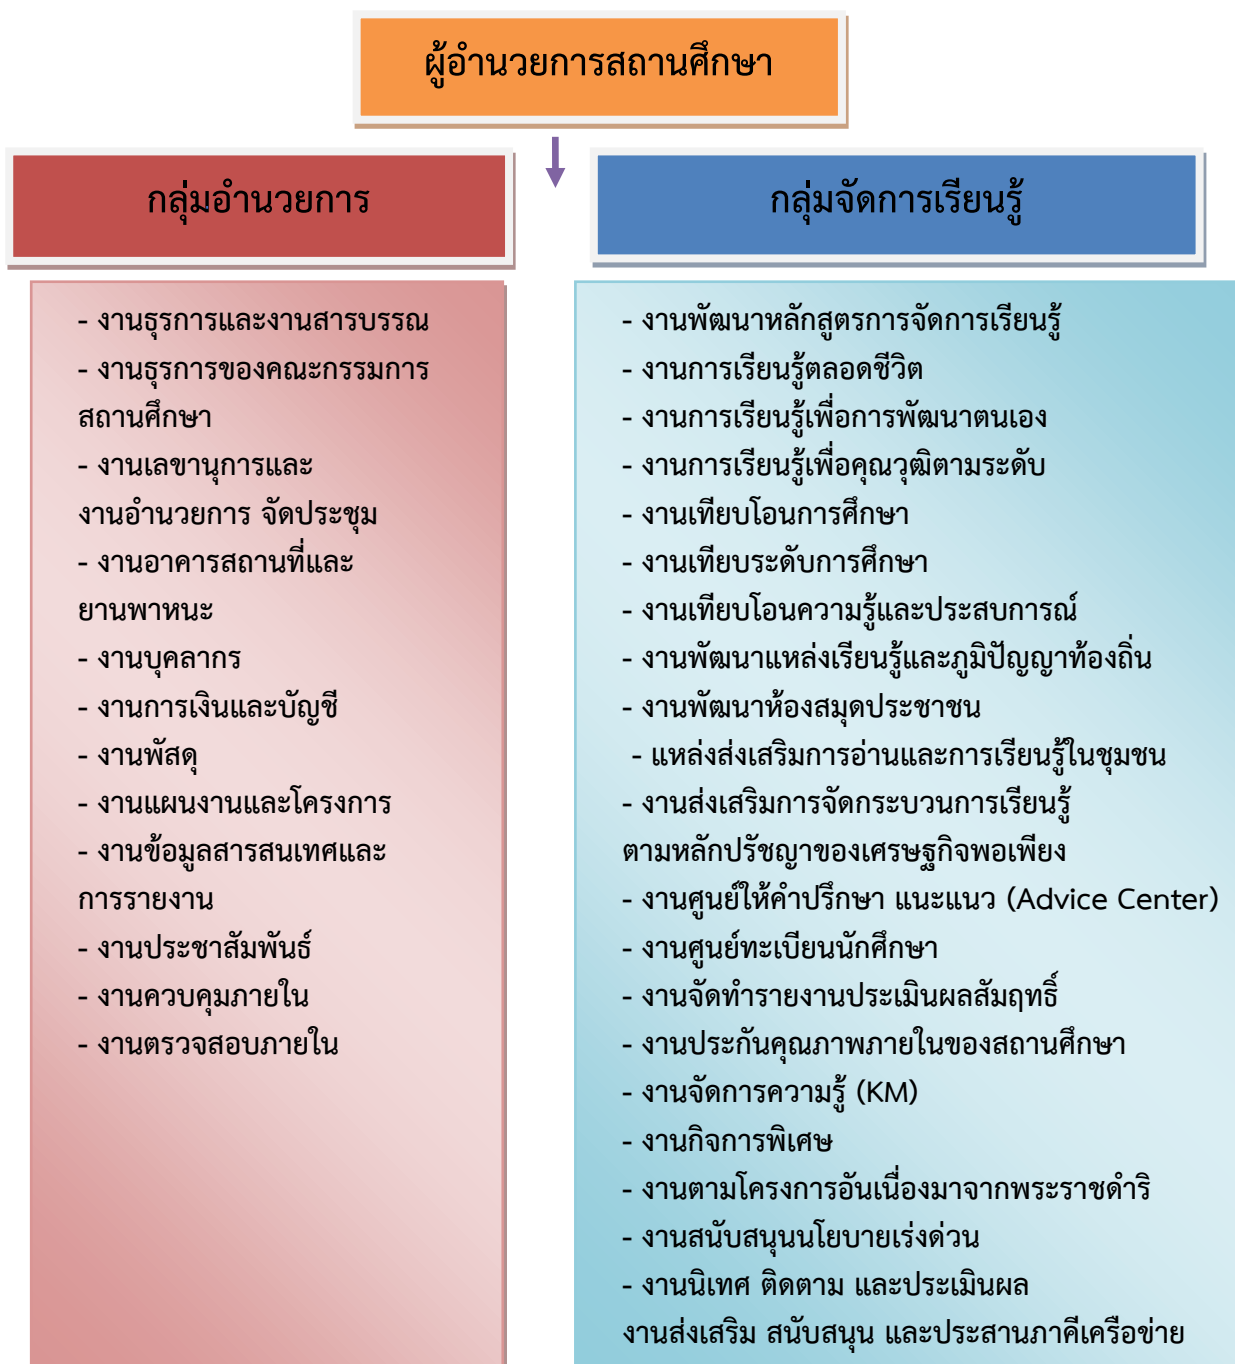 ผู้อำนวยการสถานศึกษา
กลุ่มอำนวยการ
- งานธุรการและงานสารบรรณ
- งานธุรการของคณะกรรมการ
สถานศึกษา
- งานเลขานุการและ
งานอำนวยการ จัดประชุม
- งานอาคารสถานที่และ
ยานพาหนะ
- งานบุคลากร
- งานการเงินและบัญชี
- งานพัสดุ
- งานแผนงานและโครงการ
- งานข้อมูลสารสนเทศและ
การรายงาน
- งานประชาสัมพันธ์
- งานควบคุมภายใน
- งานตรวจสอบภายใน
กลุ่มจัดการเรียนรู้
- งานพัฒนาหลักสูตรการจัดการเรียนรู้
- งานการเรียนรู้ตลอดชีวิต
- งานการเรียนรู้เพื่อการพัฒนาตนเอง
- งานการเรียนรู้เพื่อคุณวุฒิตามระดับ
- งานเทียบโอนการศึกษา
- งานเทียบระดับการศึกษา
- งานเทียบโอนความรู้และประสบการณ์
- งานพัฒนาแหล่งเรียนรู้และภูมิปัญญาท้องถิ่น
- งานพัฒนาห้องสมุดประชาชน
- แหล่งส่งเสริมการอ่านและการเรียนรู้ในชุมชน
- งานส่งเสริมการจัดกระบวนการเรียนรู้
ตามหลักปรัชญาของเศรษฐกิจพอเพียง
- งานศูนย์ให้คำปรึกษา แนะแนว (Advice Center)
- งานศูนย์ทะเบียนนักศึกษา
- งานจัดทำรายงานประเมินผลสัมฤทธิ์
- งานประกันคุณภาพภายในของสถานศึกษา
- งานจัดการความรู้ (KM)
- งานกิจการพิเศษ
- งานตามโครงการอันเนื่องมาจากพระราชดำริ
- งานสนับสนุนนโยบายเร่งด่วน
- งานนิเทศ ติดตาม และประเมินผล
งานส่งเสริม สนับสนุน และประสานภาคีเครือข่าย